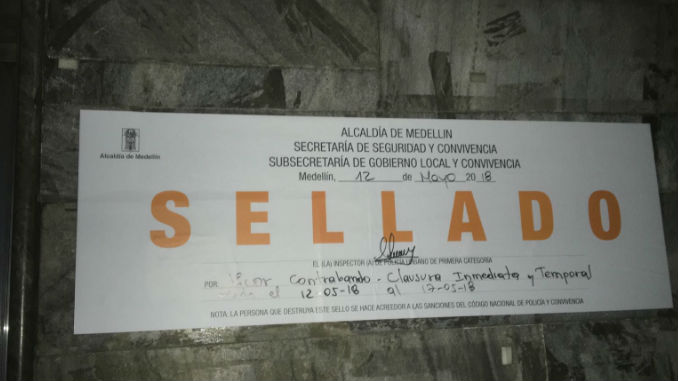 ALCALDÍA DE MEDELLIN
SECRETARÍA DE SEGURIDAD Y CONVIVENCIA
SUBSECRETARÍA DE GOBIERNO LOCAL Y CONVIVENCIA
Alcaldía de Medellín
Medellín, 12 de Mayo 2018
SELLADO
EL (LA) INSPECTOR (A) DE POLICÍA URBANO DE PRIMERA CATEGORÍA
POR: Licor Contrabando - Clausura Inmediata y Temporal
el 12-05-18 al 17-05-18
NOTA. LA PERSONA QUE DESTRUYA ESTE SELLO SE HACE ACREEDOR A LAS SANCIONES DEL CÓDIGO NACIONAL DE POLICÍA Y CONVIVENCIA